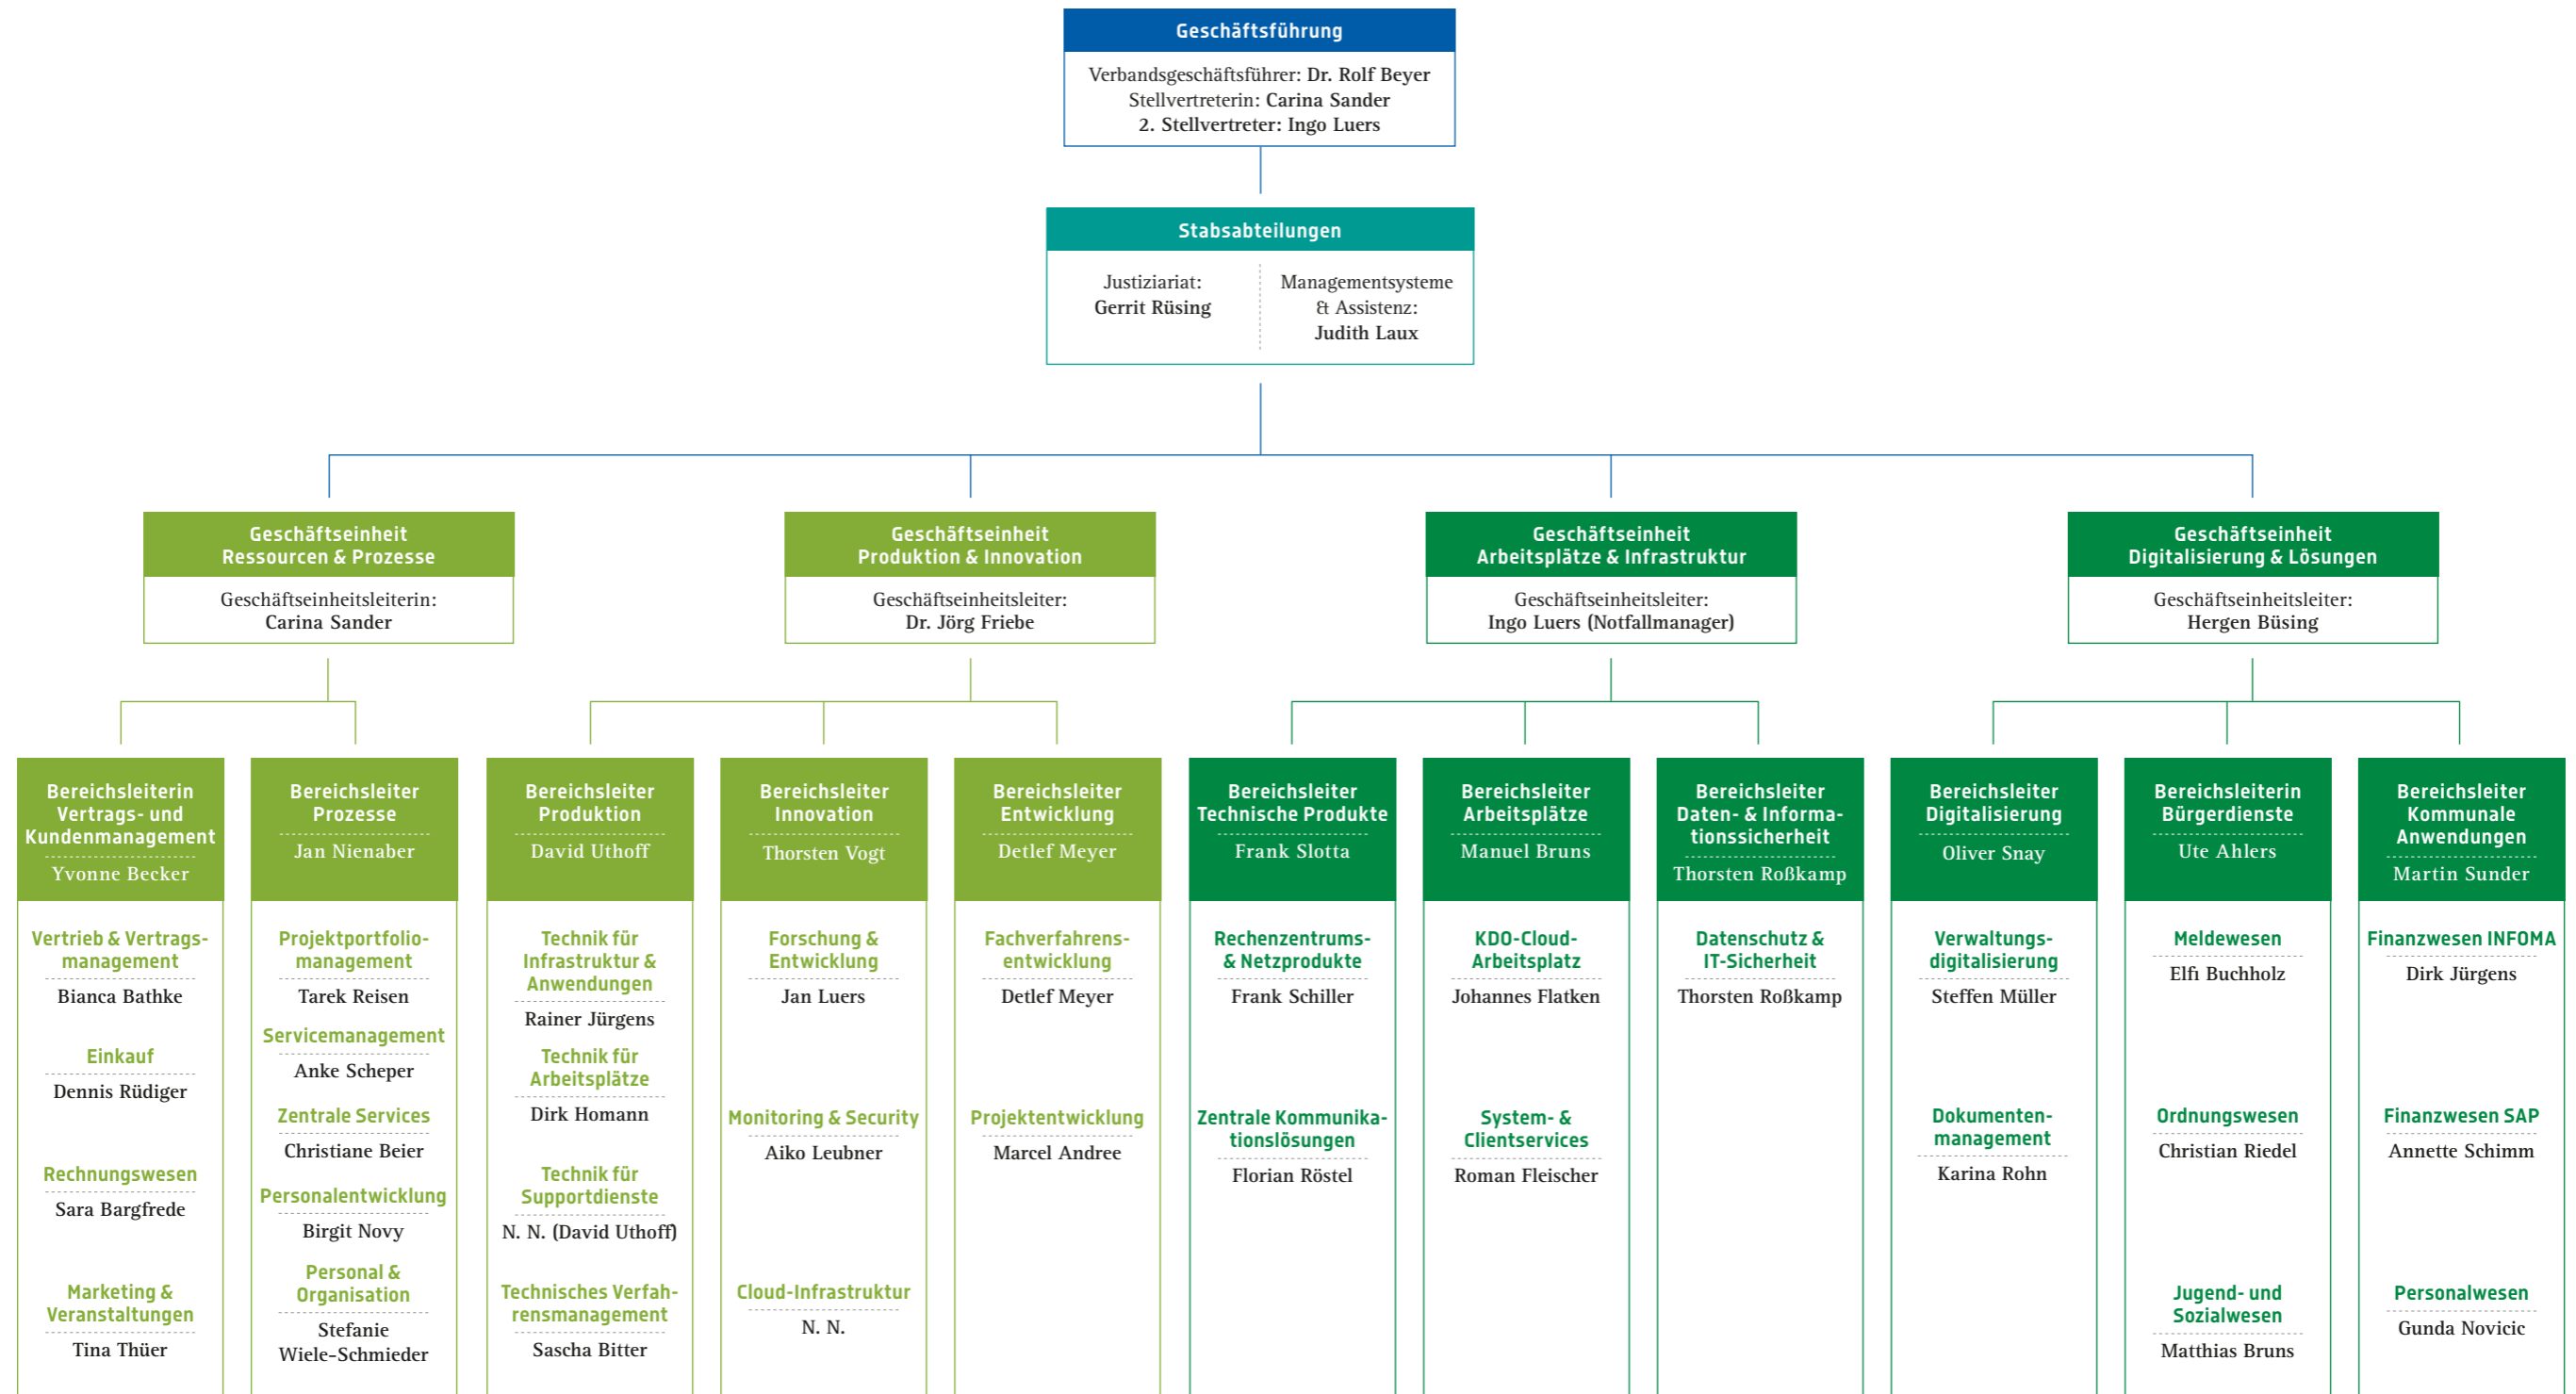 Geschäftsführung
Verbandsgeschäftsführer: Dr. Rolf Beyer
Stellvertreterin: Carina Sander
2. Stellvertreter: Ingo Luers
Stabsabteilungen
Justiziariat:
Gerrit Rüsing
Managementsysteme
& Assistenz:
Judith Laux
Geschäftseinheit
Ressourcen & Prozesse
Geschäftseinheitsleiterin:
Carina Sander
Geschäftseinheit
Produktion & Innovation
Geschäftseinheitsleiter:
Dr. Jörg Friebe
Geschäftseinheit
Arbeitsplätze & Infrastruktur
Geschäftseinheitsleiter:
Ingo Luers (Notfallmanager)
Geschäftseinheit
Digitalisierung & Lösungen
Geschäftseinheitsleiter:
Hergen Büsing
Bereichsleiterin
Vertrags- und
Kundenmanagement
Yvonne Becker
Vertrieb & Vertrags-
management
Bianca Bathke
Einkauf
Dennis Rüdiger
Rechnungswesen
Sara Bargfrede
Marketing &
Veranstaltungen
Tina Thüer
Bereichsleiter
Prozesse
Jan Nienaber
Projektportfolio-
management
Tarek Reisen
Servicemanagement
Anke Scheper
Zentrale Services
Christiane Beier
Personalentwicklung
Birgit Novy
Personal &
Organisation
Stefanie
Wiele-Schmieder
Bereichsleiter
Produktion
David Uthoff
Technik für
Infrastruktur &
Anwendungen
Rainer Jürgens
Technik für
Arbeitsplätze
Dirk Homann
Technik für
Supportdienste
N. N. (David Uthoff)
Technisches Verfah-
rensmanagement
Sascha Bitter
Bereichsleiter
Innovation
Thorsten Vogt
Forschung &
Entwicklung
Jan Luers
Monitoring & Security
Aiko Leubner
Cloud-Infrastruktur
N. N.
Bereichsleiter
Entwicklung
Detlef Meyer
Fachverfahrens-
entwicklung
Detlef Meyer
Projektentwicklung
Marcel Andree
Bereichsleiter
Technische Produkte
Frank Slotta
Rechenzentrums-
& Netzprodukte
Frank Schiller
Zentrale Kommunika-
tionslösungen
Florian Röstel
Bereichsleiter
Arbeitsplätze
Manuel Bruns
KDO-Cloud-
Arbeitsplatz
Johannes Flatken
System- &
Clientservices
Roman Fleischer
Bereichsleiter
Daten- & Informa-
tionssicherheit
Thorsten Roßkamp
Datenschutz &
IT-Sicherheit
Thorsten Roßkamp
Bereichsleiter
Digitalisierung
Oliver Snay
Verwaltungs-
digitalisierung
Steffen Müller
Dokumenten-
management
Karina Rohn
Bereichsleiterin
Bürgerdienste
Ute Ahlers
Meldewesen
Elfi Buchholz
Ordnungswesen
Christian Riedel
Jugend- und
Sozialwesen
Matthias Bruns
Bereichsleiter
Kommunale
Anwendungen
Martin Sunder
Finanzwesen INFOMA
Dirk Jürgens
Finanzwesen SAP
Annette Schimm
Personalwesen
Gunda Novicic